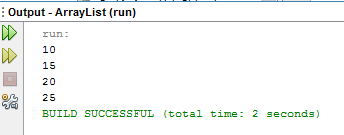 Output - ArrayList (run)
run:
10
15
20
25
BUILD SUCCESSFUL (total time: 2 seconds)